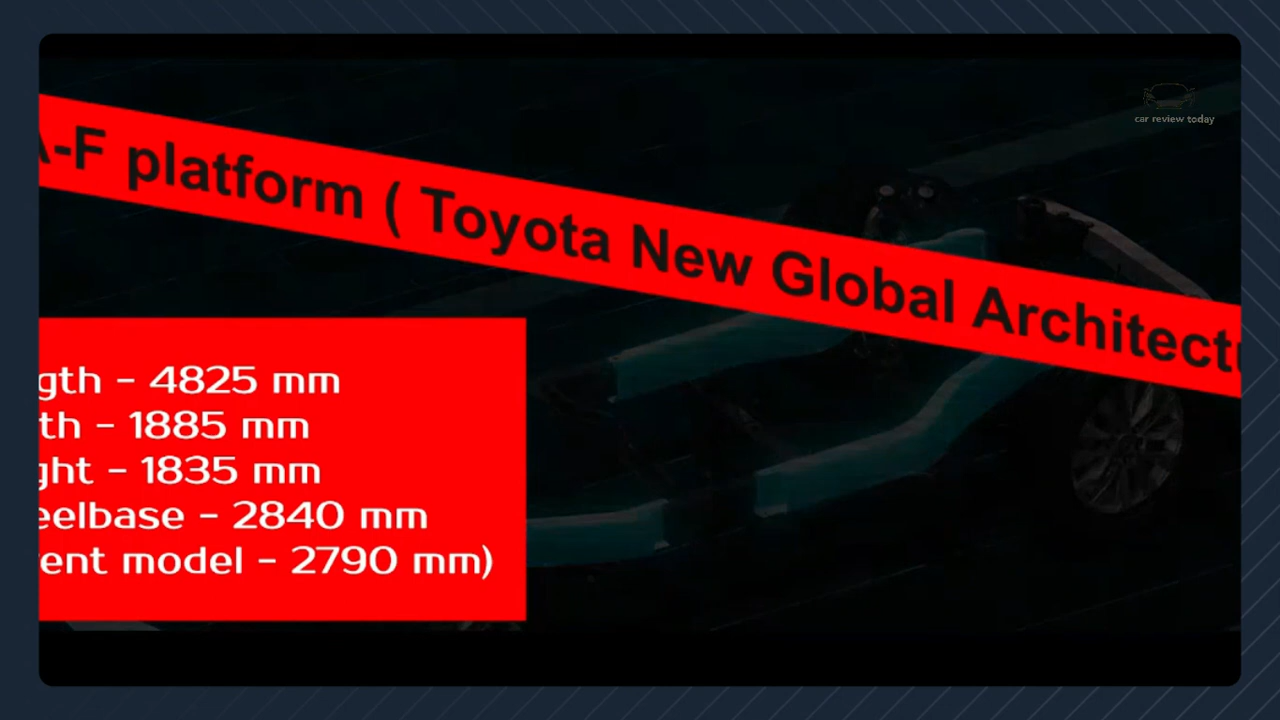 car review today
-F platform ( Toyota New Global Architect
gth - 4825 mm
th - 1885 mm
ght - 1835 mm
eelbase - 2840 mm
ent model - 2790 mm)